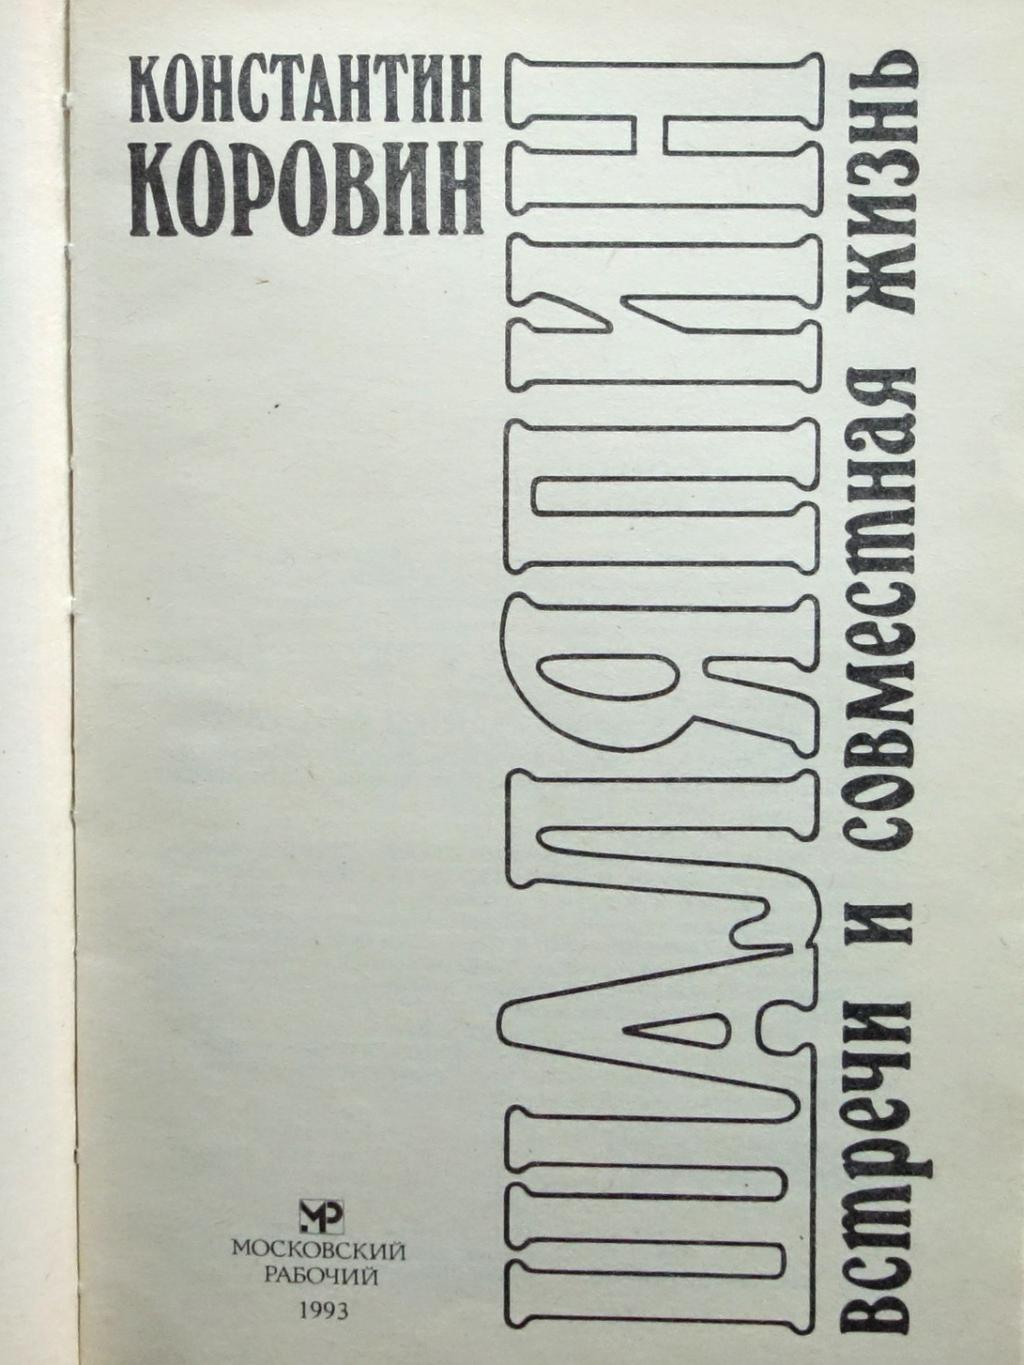 КОНСТАНТИН
КОРОВИН
ШАЛЯПИН
встречи и совместная жизнь
МР
МОСКОВСКИЙ
РАБОЧИЙ
1993